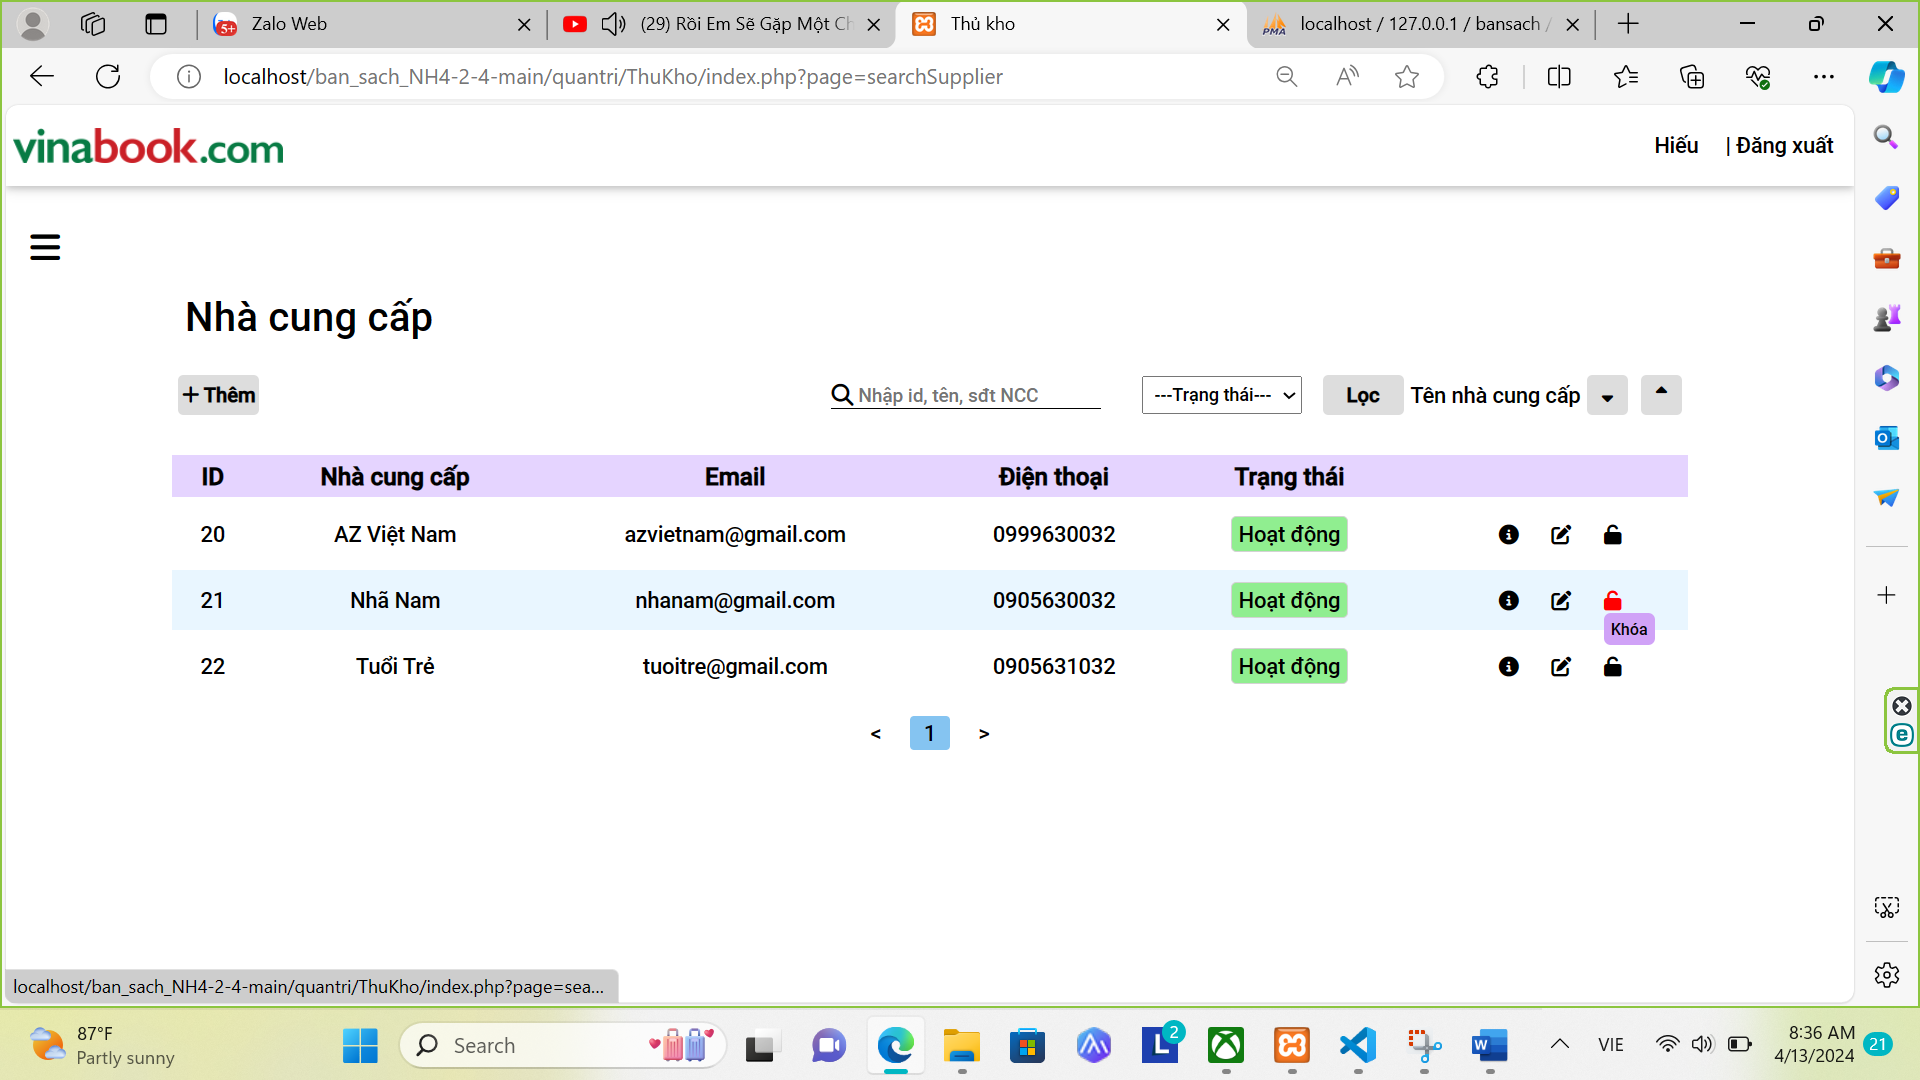 Zalo Web
(29) Rồi Em Sẽ Gặp Một Ch
Thủ kho
localhost / 127.0.0.1 / bansach /
localhost/ban_sach_NH4-2-4-main/quantri/ThuKho/index.php?page=searchSupplier
vinabook.com
Hiếu | Đăng xuất
Nhà cung cấp
+ Thêm
Nhập id, tên, sđt NCC
---Trạng thái---
Lọc
Tên nhà cung cấp
ID Nhà cung cấp Email Điện thoại Trạng thái
20 AZ Việt Nam azvietnam@gmail.com 0999630032 Hoạt động
21 Nhã Nam nhanam@gmail.com 0905630032 Hoạt động
Khóa
22 Tuổi Trẻ tuoitre@gmail.com 0905631032 Hoạt động
< 1 >
localhost/ban_sach_NH4-2-4-main/quantri/ThuKho/index.php?page=sea...
87°F
Partly sunny
Search
2
VIE
8:36 AM
4/13/2024
21
5+
PMA